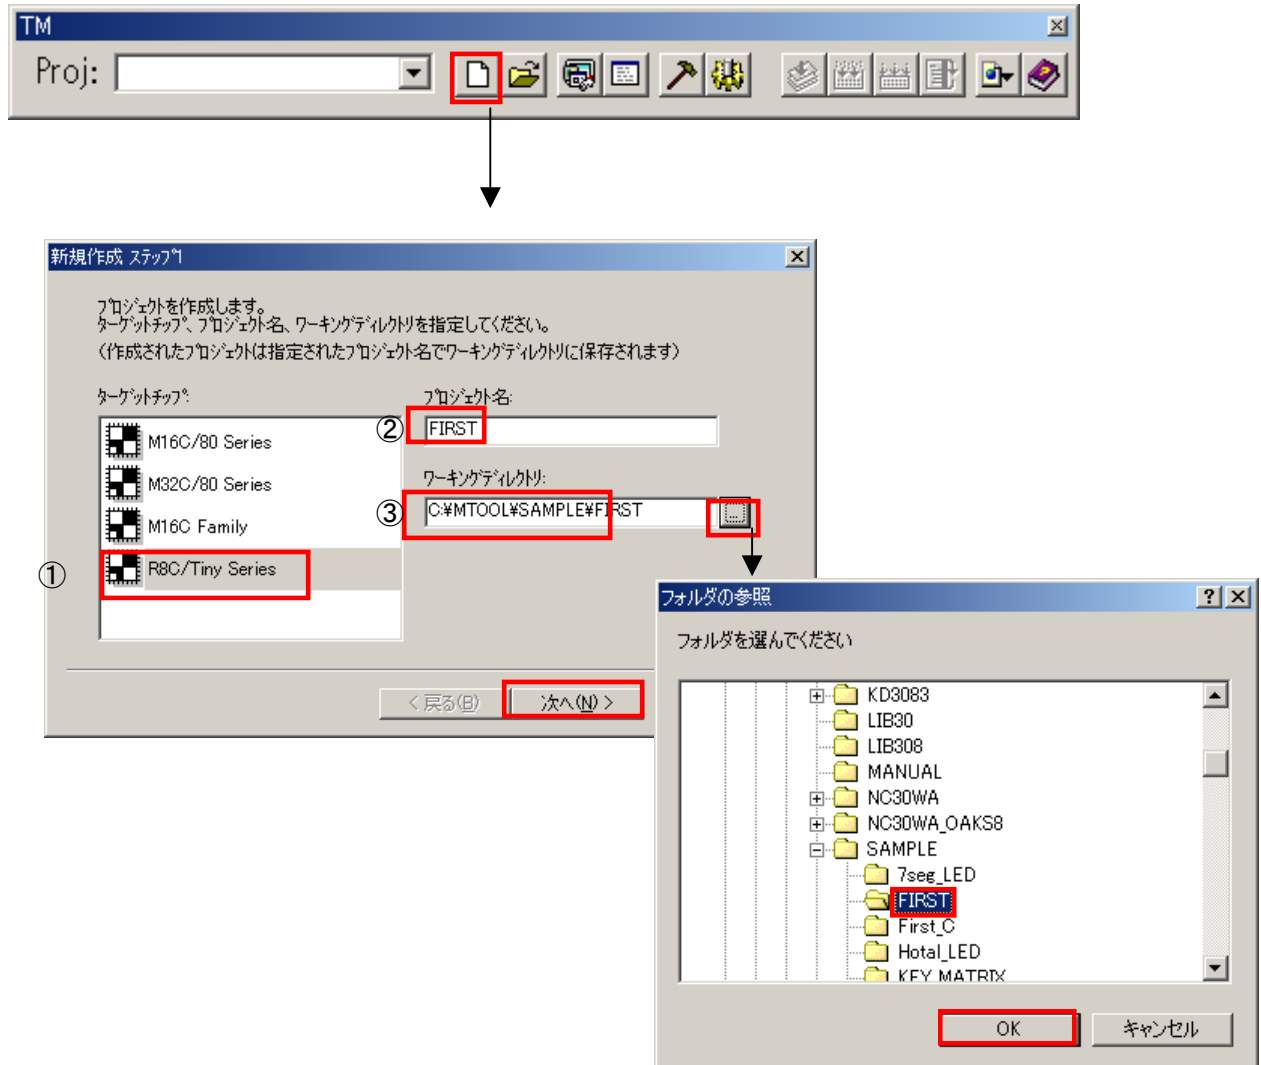 TM
Proj:
新規作成 ステップ1
プロジェクトを作成します。
ターゲットチップ、プロジェクト名、ワーキングディレクトリを指定してください。
(作成されたプロジェクトは指定されたプロジェクト名でワーキングディレクトリに保存されます)
ターゲットチップ:
M16C/80 Series
M32C/80 Series
M16C Family
① R8C/Tiny Series
プロジェクト名:
② FIRST
ワーキングディレクトリ:
③ C:¥MTOOL¥SAMPLE¥FIRST ...
< 戻る(B) 次へ(N) >
フォルダの参照
フォルダを選んでください
KD3083
LIB30
LIB308
MANUAL
NC30WA
NC30WA_OAKS8
SAMPLE
7seg_LED
FIRST
First_C
Hotal_LED
KEY MATRIX
OK キャンセル